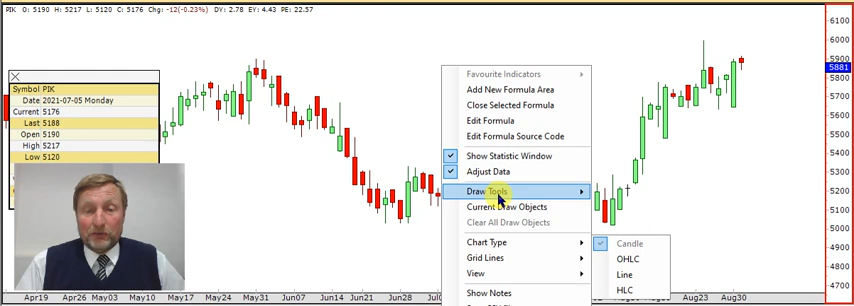 PIK O: 5190 H: 5217 L: 5120 C: 5176 Chg: -12(-0.23%) DY: 2.78 EY: 4.43 PE: 22.57
Symbol PIK
Date 2021-07-05 Monday
Current 5176
Last 5188
Open 5190
High 5217
Low 5120
Favourite Indicators
Add New Formula Area
Close Selected Formula
Edit Formula
Edit Formula Source Code
Show Statistic Window
Adjust Data
Draw Tools
Current Draw Objects
Clear All Draw Objects
Chart Type
Grid Lines
View
Show Notes
Candle
OHLC
Line
HLC
6100
6000
5900
5881
5800
5700
5600
5500
5400
5300
5200
5100
5000
4900
4800
4700
Apr19 Apr26 May03 May10 May17 May24 May31 Jun07 Jun14 Jun21 Jun28 Aug16 Aug23 Aug30